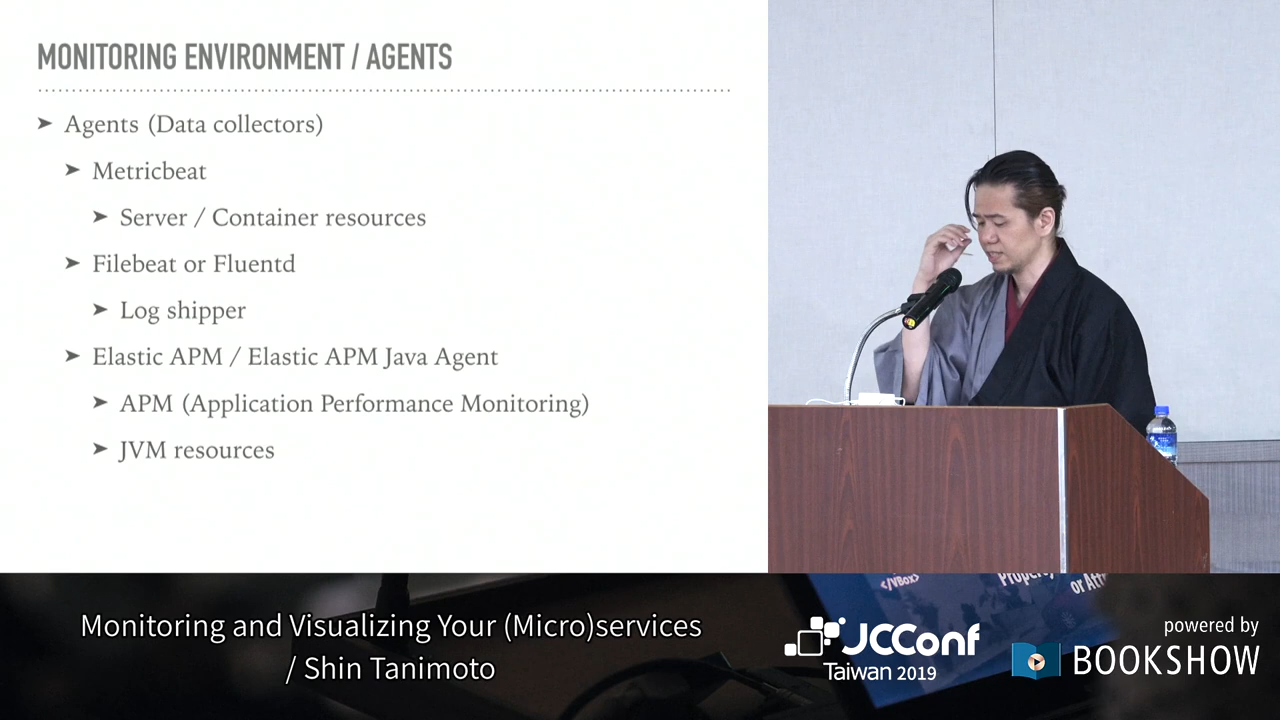 MONITORING ENVIRONMENT / AGENTS
➤ Agents (Data collectors)
➤ Metricbeat
➤ Server / Container resources
➤ Filebeat or Fluentd
➤ Log shipper
➤ Elastic APM / Elastic APM Java Agent
➤ APM (Application Performance Monitoring)
➤ JVM resources
</VBox>
Monitoring and Visualizing Your (Micro)services
/ Shin Tanimoto
JCConf
Taiwan 2019
powered by
BOOKSHOW